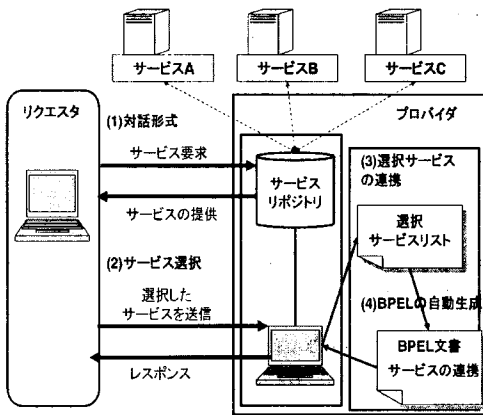 サービスA
サービスB
サービスC
リクエスタ
プロバイダ
(1)対話形式
サービス要求
サービス
リポジトリ
サービスの提供
(2)サービス選択
選択した
サービスを送信
レスポンス
(3)選択サービス
の連携
選択
サービスリスト
(4)BPELの自動生成
BPEL文書
サービスの連携